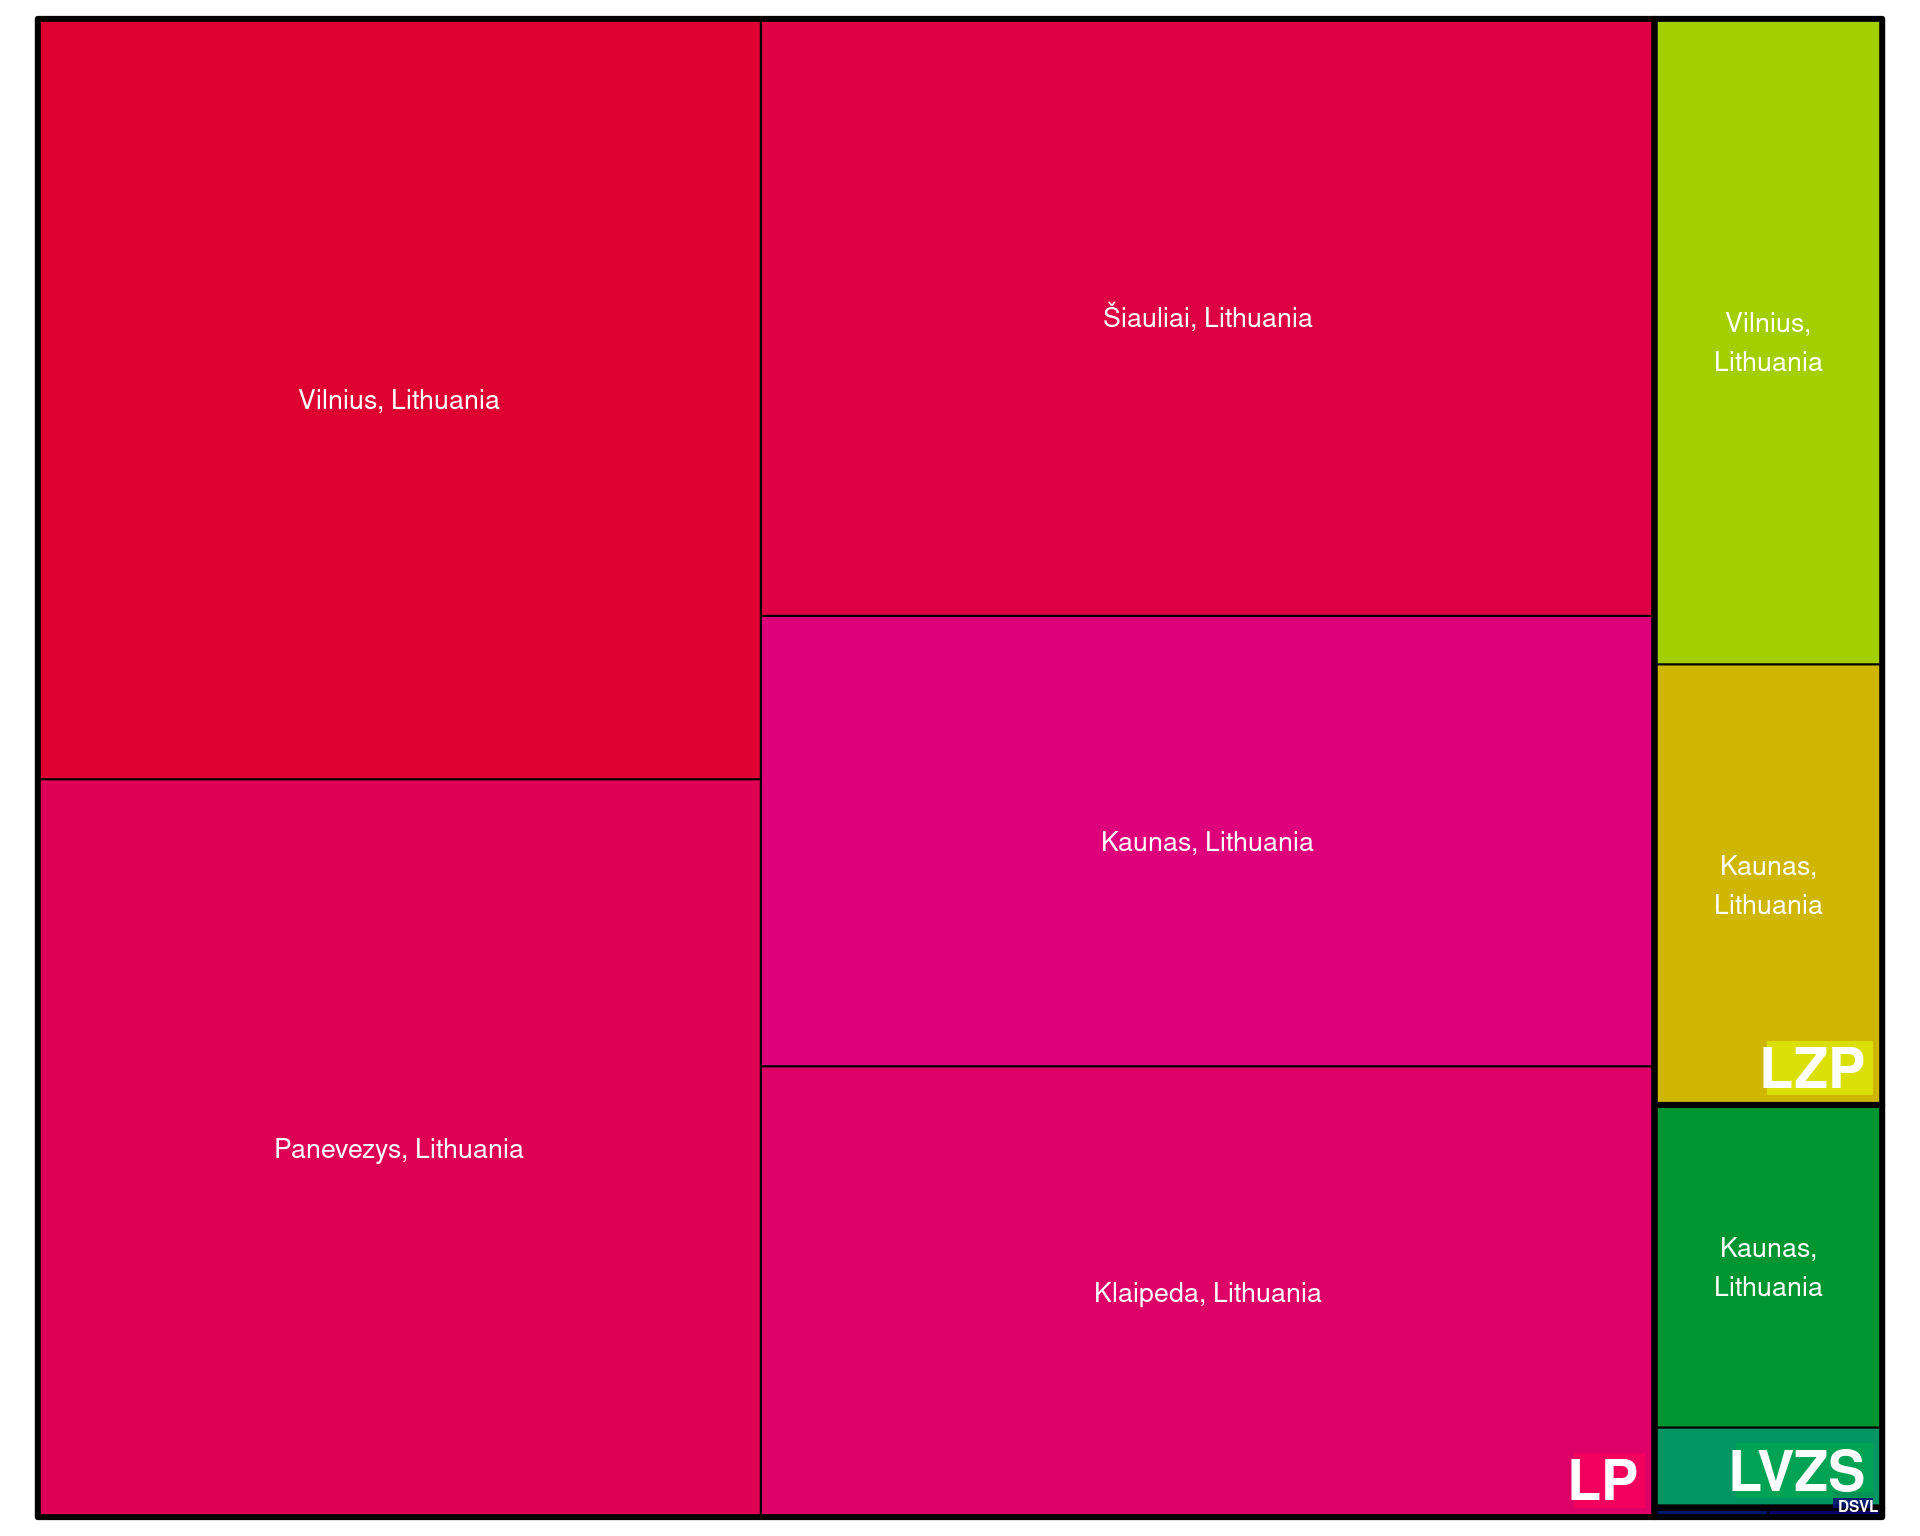 Vilnius, Lithuania
Panevezys, Lithuania
Šiauliai, Lithuania
Kaunas, Lithuania
Klaipeda, Lithuania
LP
Vilnius,
Lithuania
Kaunas,
Lithuania
LZP
Kaunas,
Lithuania
LVZS
DSVL